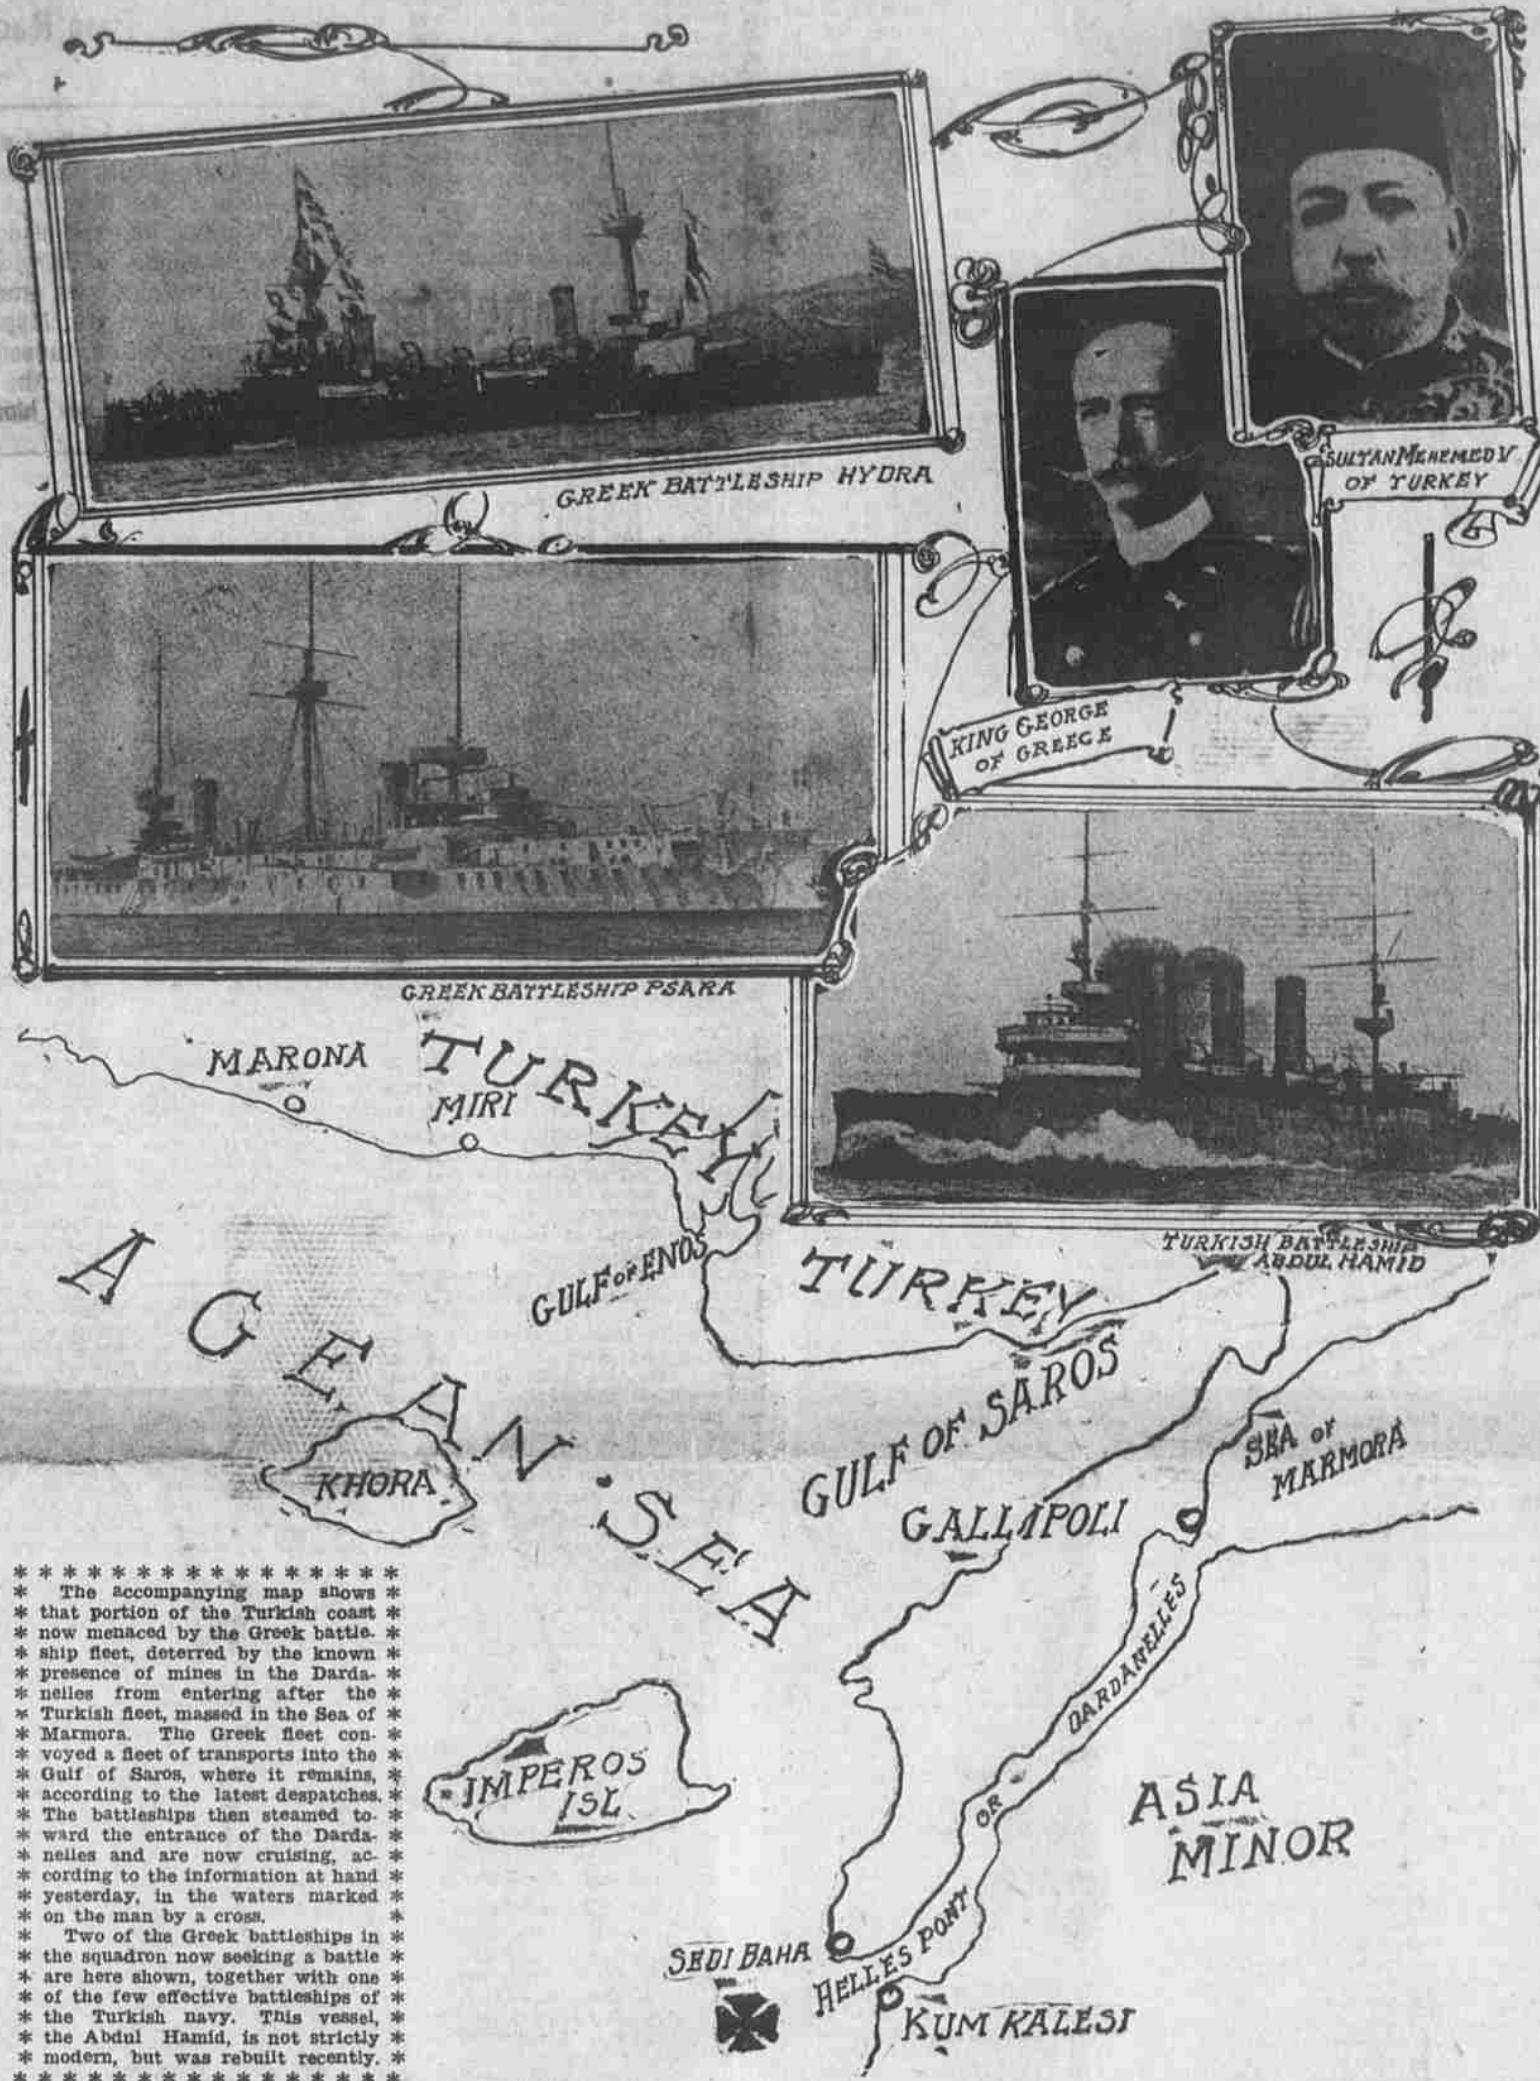 GREEK BATTLESHIP HYDRA
SULTAN MEHEMED V
OF TURKEY
KING GEORGE
OF GREECE
GREEK BATTLESHIP PSARA
TURKISH BATTLESHIP
ABDUL HAMID
MARONA
TURKEY
MIRI
GULF OF ENOS
TURKEY
AGEAN SEA
GULF OF SAROS
SEA OF
MARMORA
KHORA
GALLIPOLI
IMPEROS
ISL.
DARDANELLES
OR
HELLES PONT
ASIA
MINOR
SEDI BAHA
KUM KALESI
* * * * * * * * * * * * * * * *
* The accompanying map shows *
* that portion of the Turkish coast *
* now menaced by the Greek battle- *
* ship fleet, deterred by the known *
* presence of mines in the Darda- *
* nelles from entering after the *
* Turkish fleet, massed in the Sea of *
* Marmora. The Greek fleet con- *
* voyed a fleet of transports into the *
* Gulf of Saros, where it remains, *
* according to the latest despatches. *
* The battleships then steamed to- *
* ward the entrance of the Darda- *
* nelles and are now cruising, ac- *
* cording to the information at hand *
* yesterday, in the waters marked *
* on the man by a cross. *
* Two of the Greek battleships in *
* the squadron now seeking a battle *
* are here shown, together with one *
* of the few effective battleships of *
* the Turkish navy. This vessel, *
* the Abdul Hamid, is not strictly *
* modern, but was rebuilt recently. *
* * * * * * * * * * * * * * * *